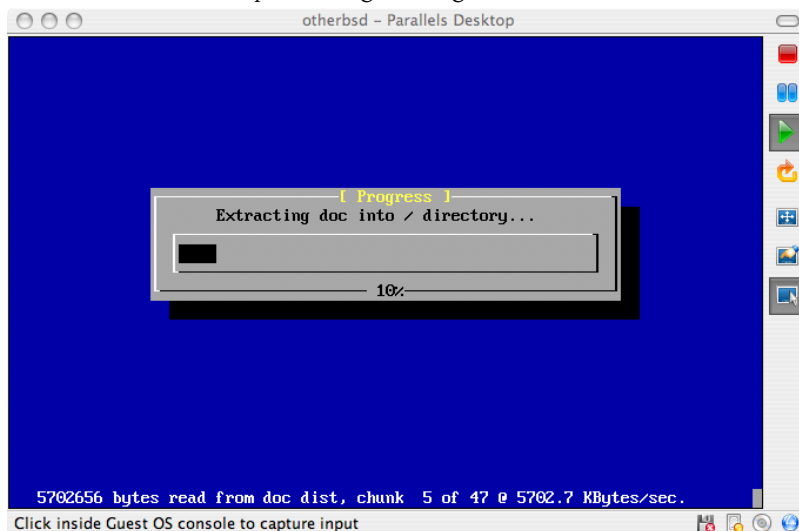 otherbsd – Parallels Desktop
[ Progress ]
Extracting doc into / directory...
10%
5702656 bytes read from doc dist, chunk  5 of 47 @ 5702.7 KBytes/sec.
Click inside Guest OS console to capture input